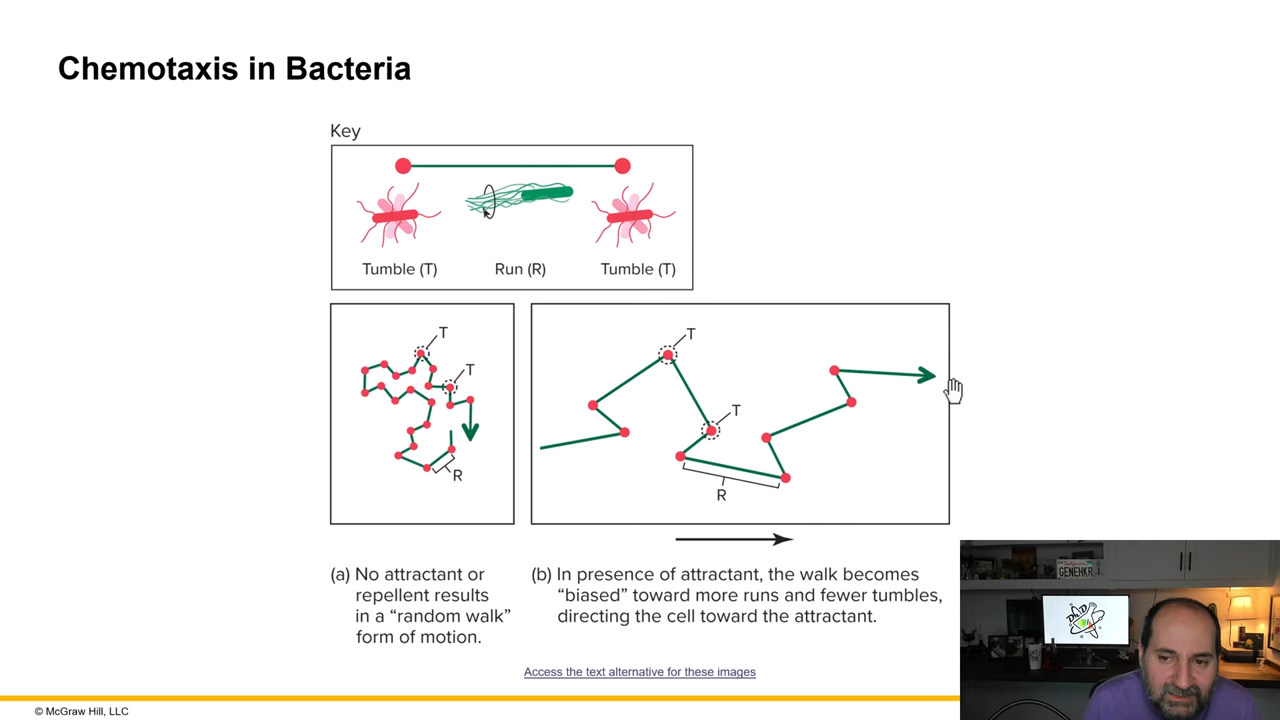 Chemotaxis in Bacteria
Key
Tumble (T)
Run (R)
Tumble (T)
T
T
R
T
T
R
(a) No attractant or
repellent results
in a “random walk”
form of motion.
(b) In presence of attractant, the walk becomes
“biased” toward more runs and fewer tumbles,
directing the cell toward the attractant.
Access the text alternative for these images
© McGraw Hill, LLC
GENEHKR